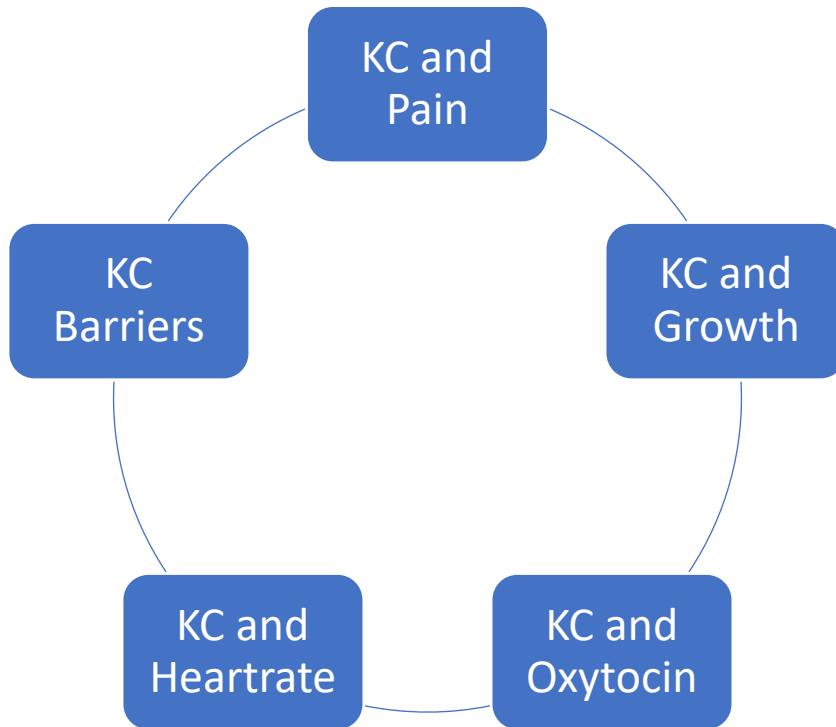 KC and
Pain
KC and
Growth
KC and
Oxytocin
KC and
Heartrate
KC
Barriers